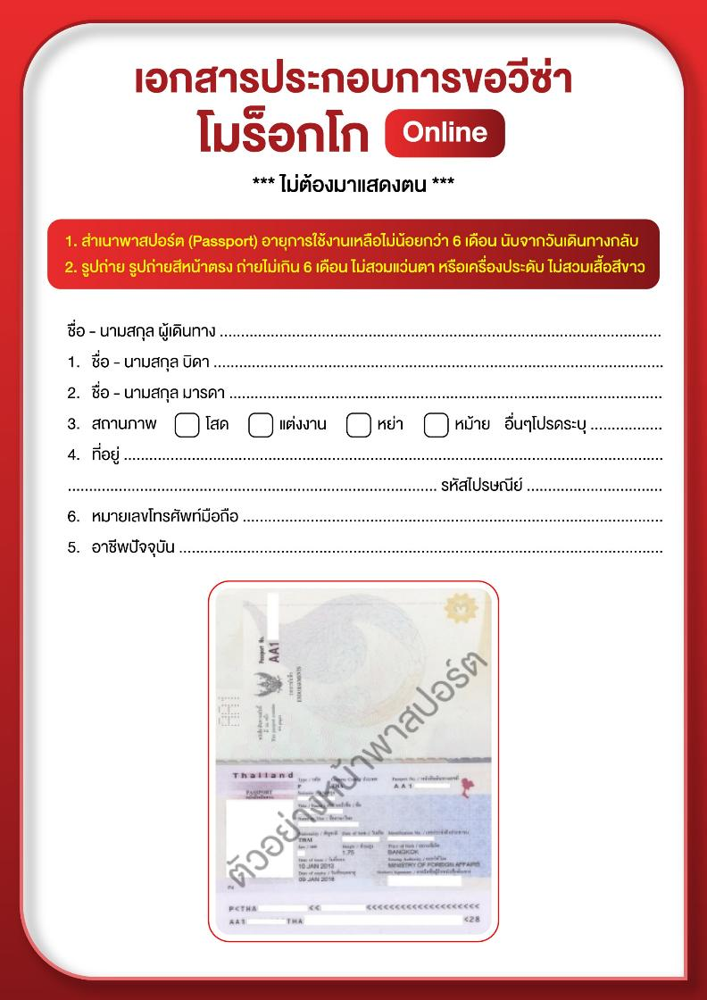 เอกสารประกอบการขอวีซ่า
โมร็อกโก Online
*** ไม่ต้องมาแสดงตน ***
1. สำเนาพาสปอร์ต (Passport) อายุการใช้งานเหลือไม่น้อยกว่า 6 เดือน นับจากวันเดินทางกลับ
2. รูปถ่าย รูปถ่ายสีหน้าตรง ถ่ายไม่เกิน 6 เดือน ไม่สวมแว่นตา หรือเครื่องประดับ ไม่สวมเสื้อสีขาว
ชื่อ - นามสกุล ผู้เดินทาง ....................................................................................................
1. ชื่อ - นามสกุล บิดา ....................................................................................................
2. ชื่อ - นามสกุล มารดา ....................................................................................................
3. สถานภาพ โสด แต่งงาน หย่า หม้าย อื่นๆโปรดระบุ .................
4. ที่อยู่ ....................................................................................................
.................................................................................... รหัสไปรษณีย์ ................................
6. หมายเลขโทรศัพท์มือถือ ....................................................................................................
5. อาชีพปัจจุบัน ....................................................................................................
Passport No. AA1
ENDORSEMENTS
ตัวอย่างหน้าพาสปอร์ต
Thailand
PASSPORT
P THA AA1
THAI
1.75 BANGKOK
10 JAN 2013 MINISTRY OF FOREIGN AFFAIRS
09 JAN 2018
P<THA << <<<<<<<<<<<<<<<<<<<<
AA1 THA <28